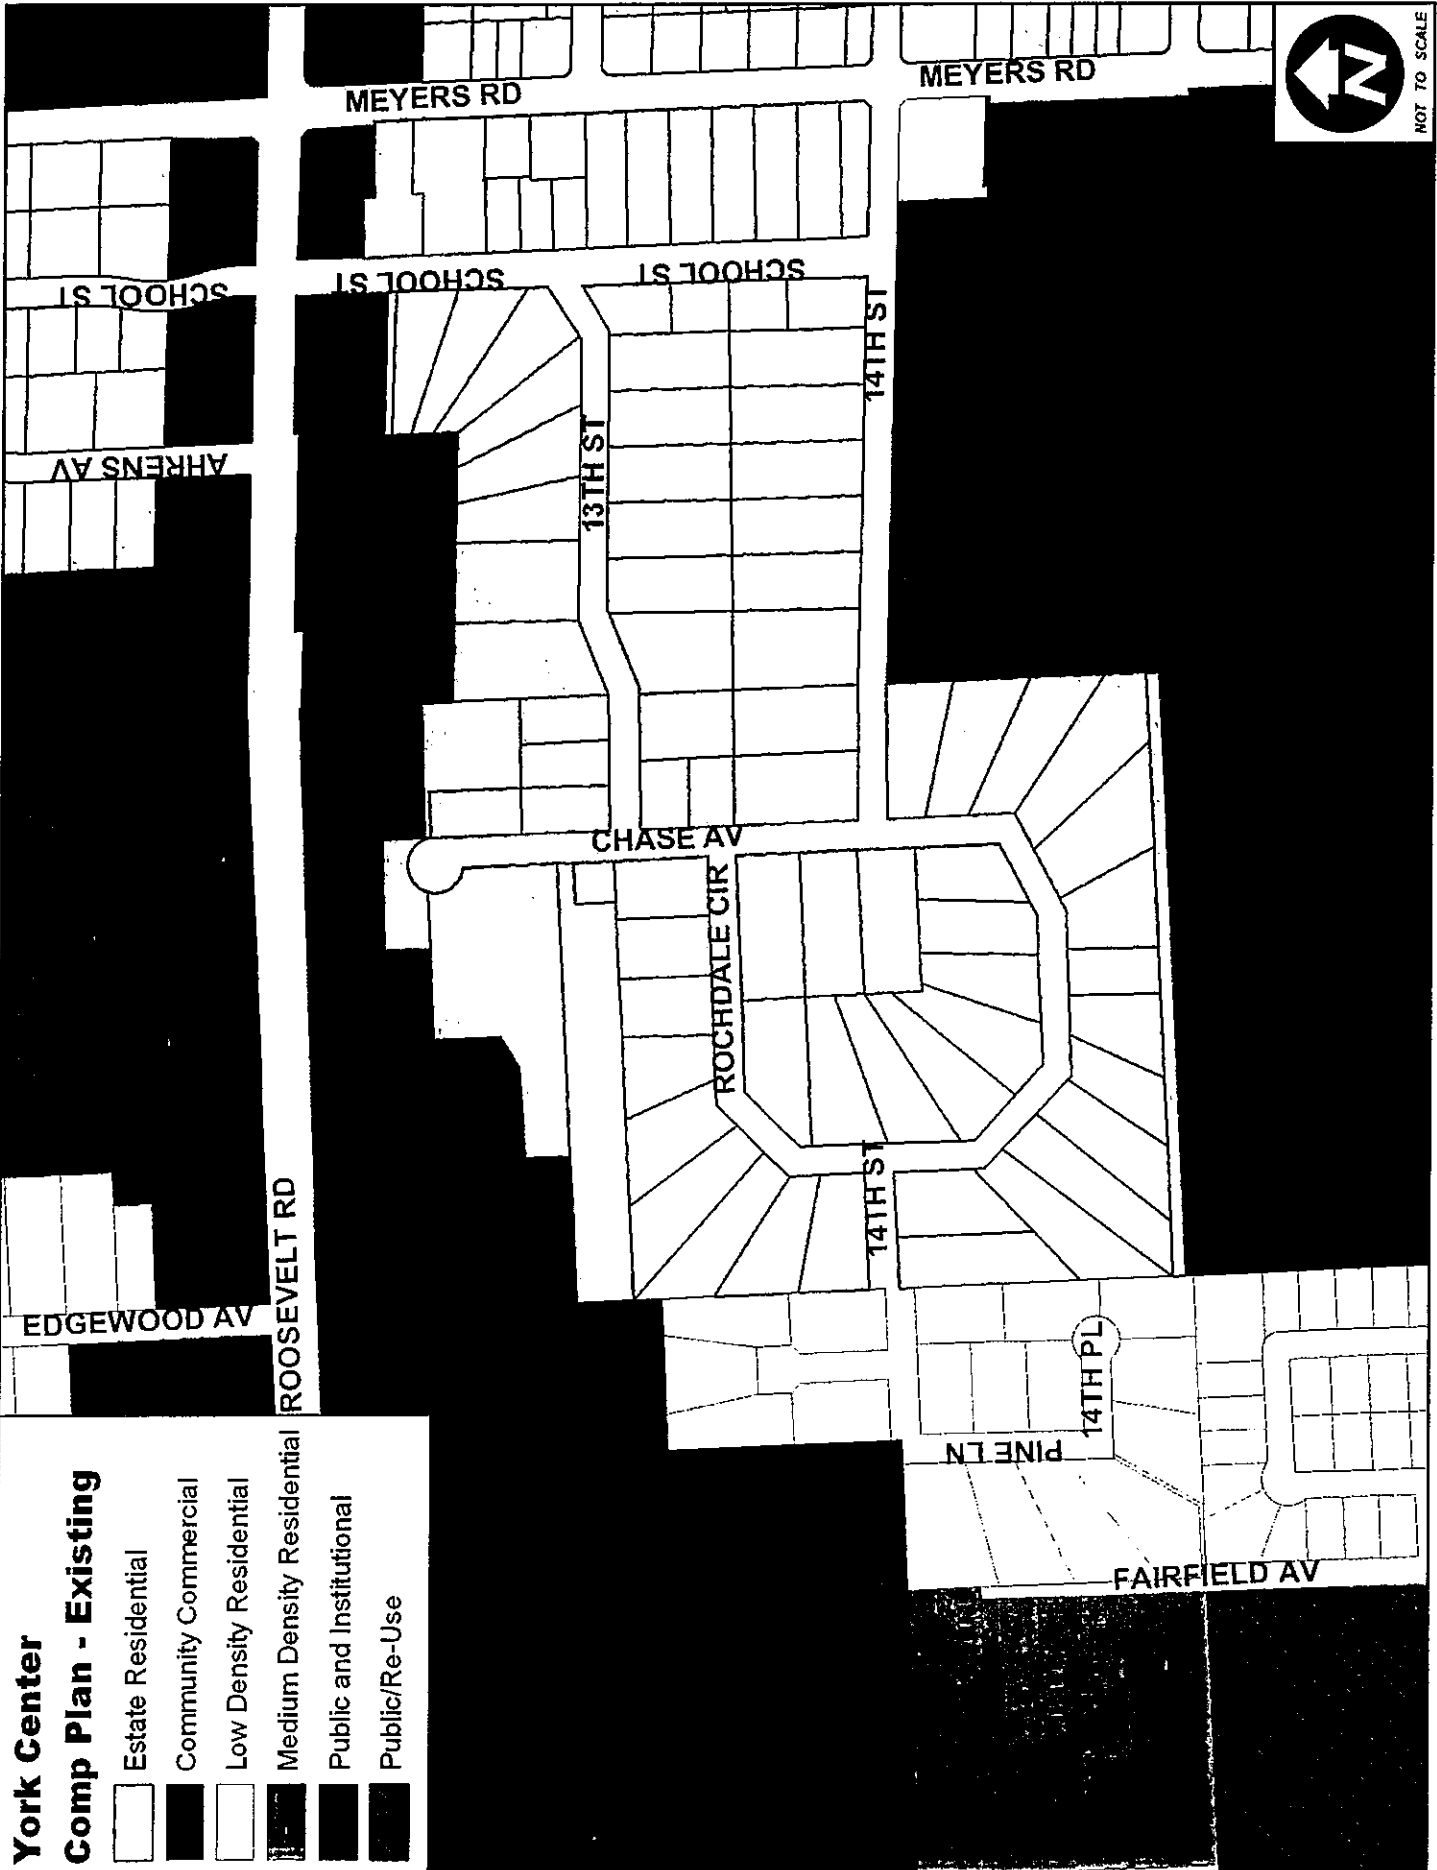 York Center
Comp Plan - Existing
Estate Residential
Community Commercial
Low Density Residential
Medium Density Residential
Public and Institutional
Public/Re-Use
EDGEWOOD AV
AHRENS AV
SCHOOL ST
ROOSEVELT RD
SCHOOL ST
MEYERS RD
SCHOOL ST
MEYERS RD
13TH ST
14TH ST
CHASE AV
ROCHDALE CIR
14TH ST
14TH PL
PINE LN
FAIRFIELD AV
N
NOT TO SCALE